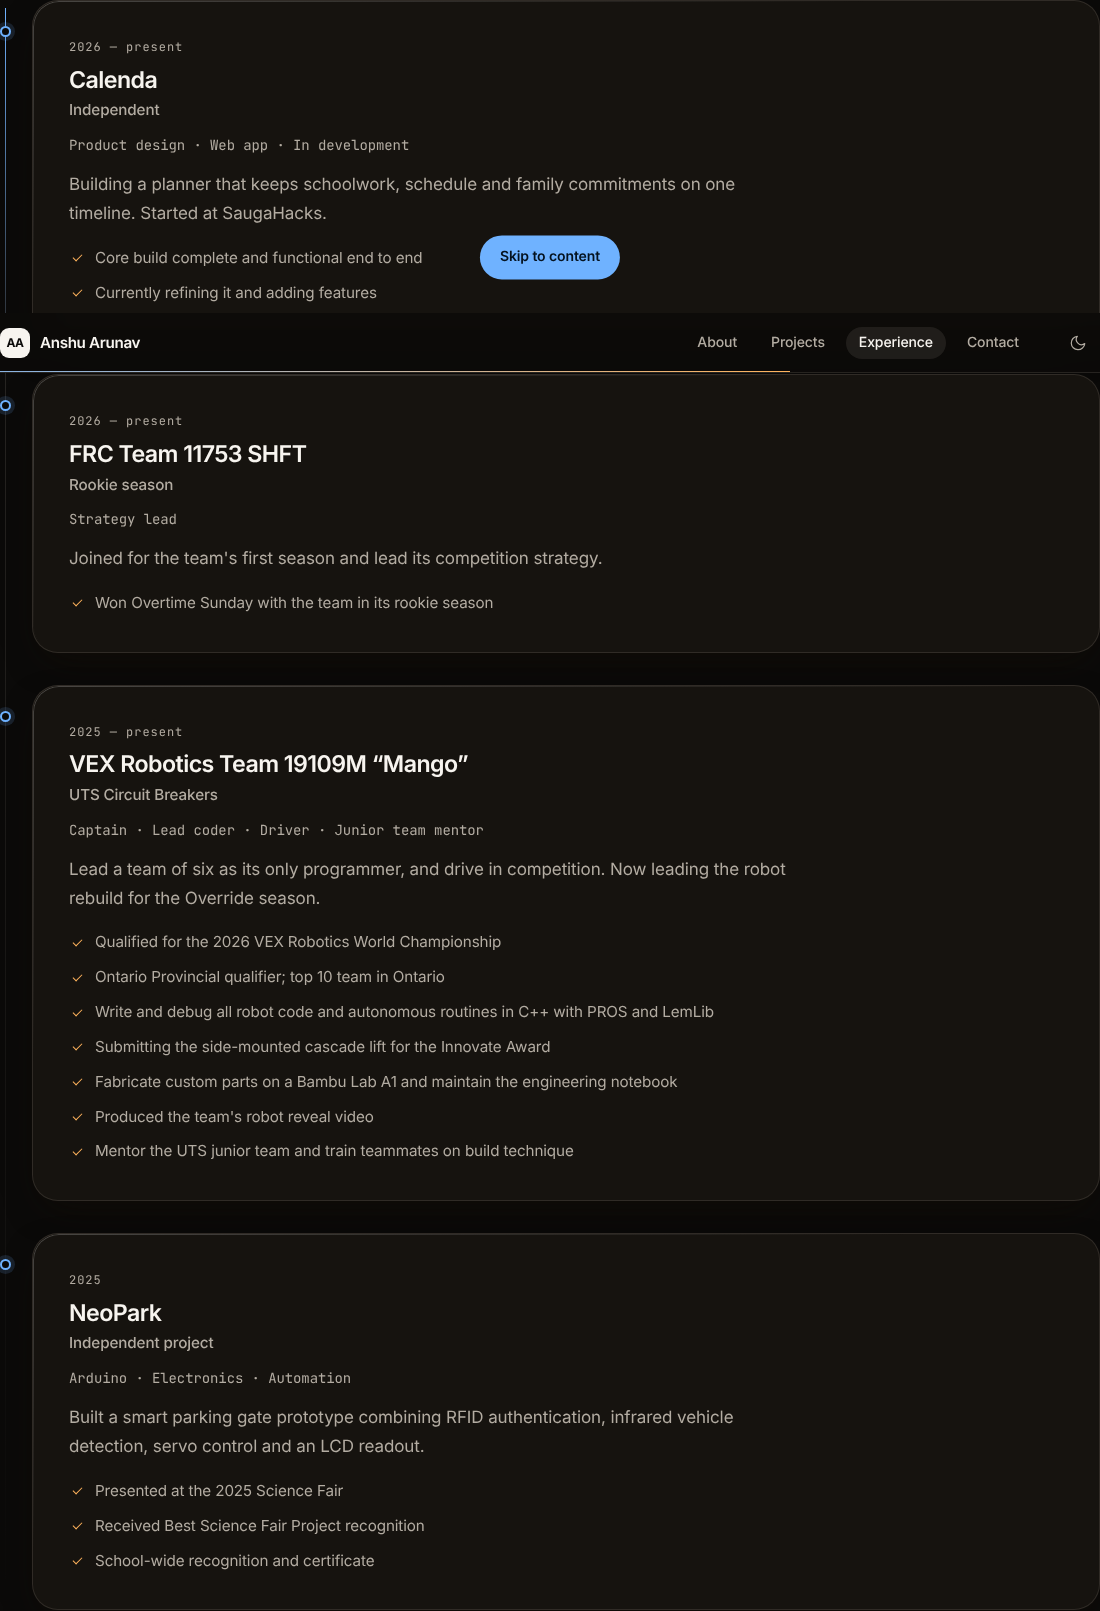 2026 — present
Calenda
Independent
Product design · Web app · In development
Building a planner that keeps schoolwork, schedule and family commitments on one
timeline. Started at SaugaHacks.
Core build complete and functional end to end
Skip to content
Currently refining it and adding features
AA Anshu Arunav About Projects Experience Contact
2026 — present
FRC Team 11753 SHFT
Rookie season
Strategy lead
Joined for the team's first season and lead its competition strategy.
Won Overtime Sunday with the team in its rookie season
2025 — present
VEX Robotics Team 19109M “Mango”
UTS Circuit Breakers
Captain · Lead coder · Driver · Junior team mentor
Lead a team of six as its only programmer, and drive in competition. Now leading the robot
rebuild for the Override season.
Qualified for the 2026 VEX Robotics World Championship
Ontario Provincial qualifier; top 10 team in Ontario
Write and debug all robot code and autonomous routines in C++ with PROS and LemLib
Submitting the side-mounted cascade lift for the Innovate Award
Fabricate custom parts on a Bambu Lab A1 and maintain the engineering notebook
Produced the team's robot reveal video
Mentor the UTS junior team and train teammates on build technique
2025
NeoPark
Independent project
Arduino · Electronics · Automation
Built a smart parking gate prototype combining RFID authentication, infrared vehicle
detection, servo control and an LCD readout.
Presented at the 2025 Science Fair
Received Best Science Fair Project recognition
School-wide recognition and certificate